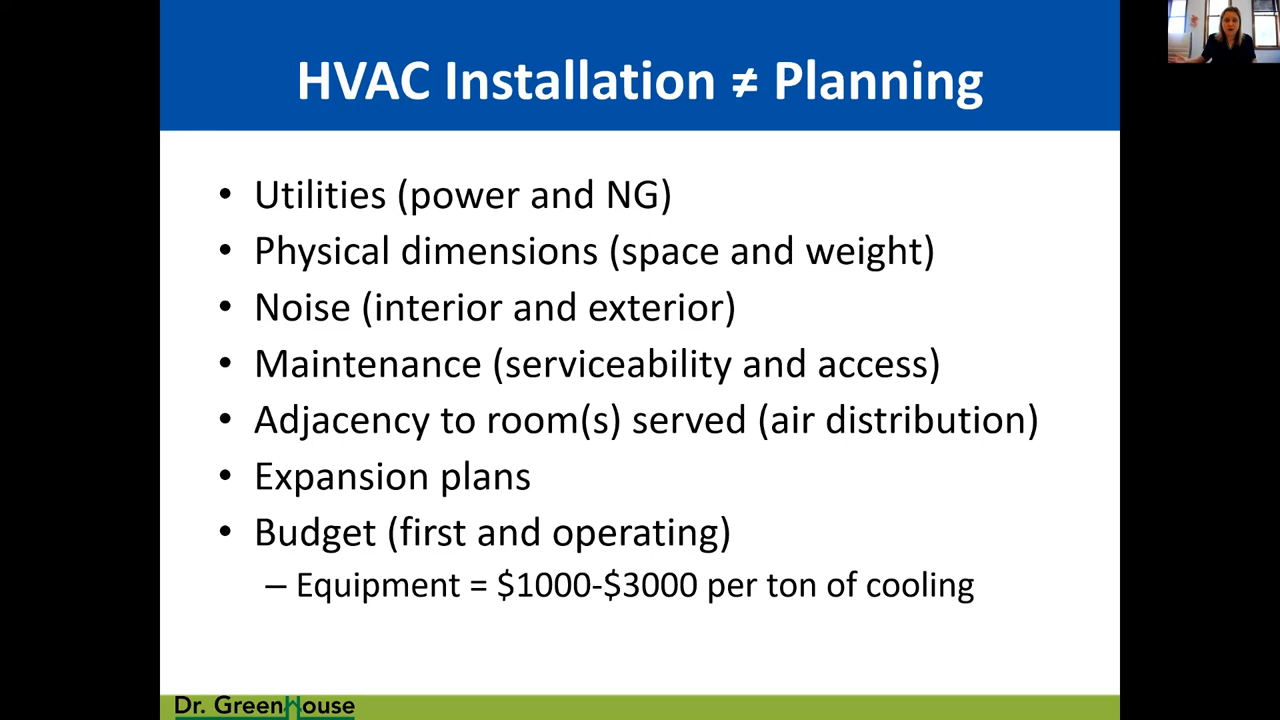 HVAC Installation ≠ Planning
• Utilities (power and NG)
• Physical dimensions (space and weight)
• Noise (interior and exterior)
• Maintenance (serviceability and access)
• Adjacency to room(s) served (air distribution)
• Expansion plans
• Budget (first and operating)
– Equipment = $1000-$3000 per ton of cooling
Dr. GreenHouse